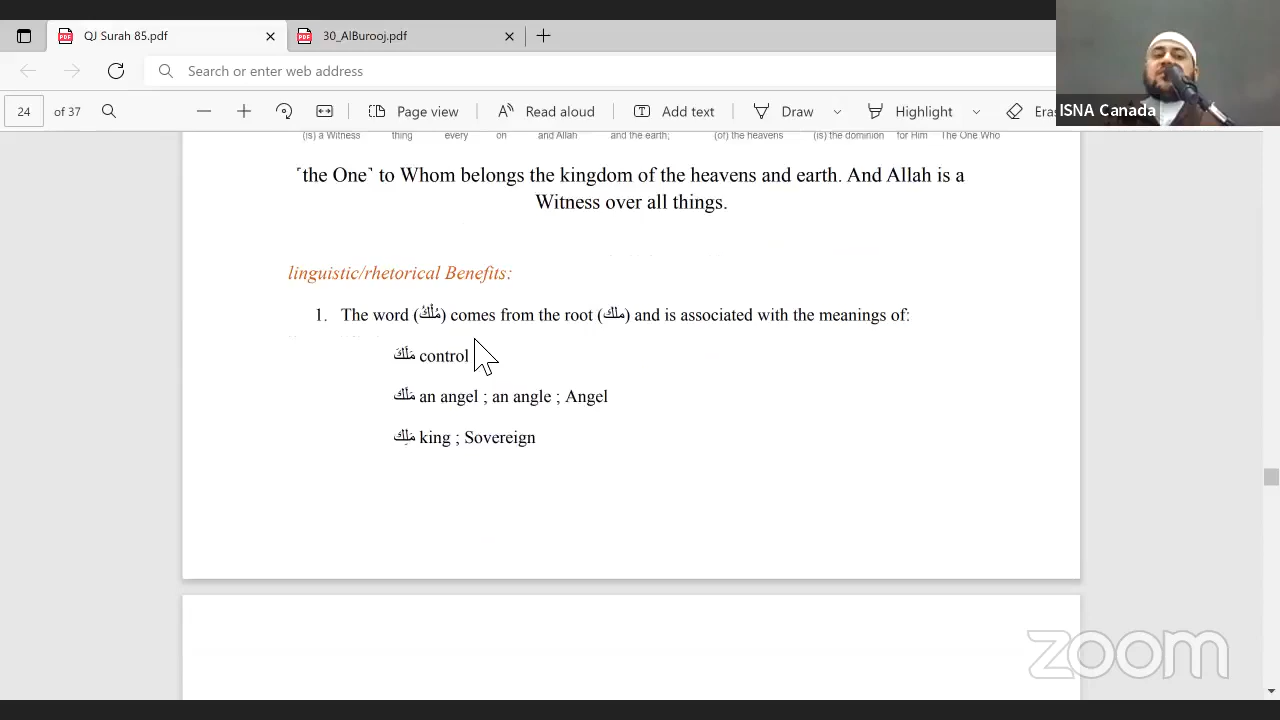 QJ Surah 85.pdf
30_AlBurooj.pdf
Search or enter web address
24 of 37
Page view
Read aloud
Add text
Draw
Highlight
Era
ISNA Canada
(is) a Witness thing every on and Allah and the earth; (of) the heavens (is) the dominion for Him The One Who
˹the One˺ to Whom belongs the kingdom of the heavens and earth. And Allah is a
Witness over all things.
linguistic/rhetorical Benefits:
1. The word (مُلْكُ) comes from the root (ملك) and is associated with the meanings of:
مَلَكَ control
مَلَك an angel ; an angle ; Angel
مَلِك king ; Sovereign
zoom